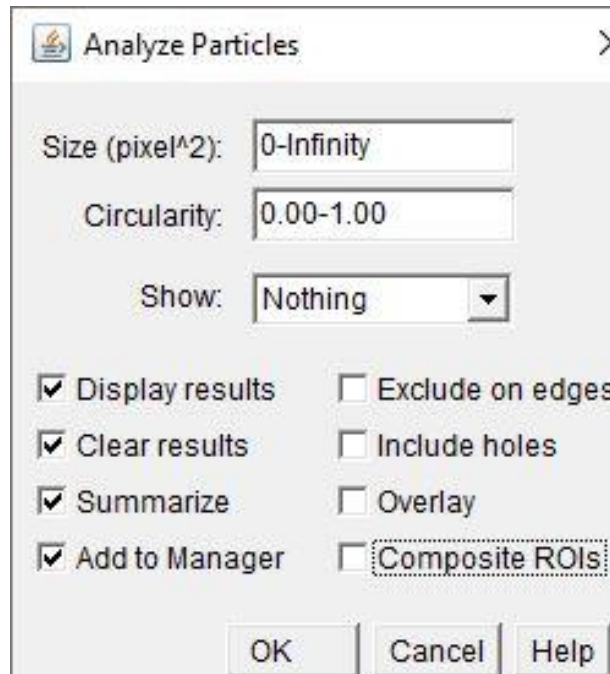 Analyze Particles
Size (pixel^2): 0-Infinity
Circularity: 0.00-1.00
Show: Nothing
Display results Exclude on edges
Clear results Include holes
Summarize Overlay
Add to Manager Composite ROIs
OK Cancel Help